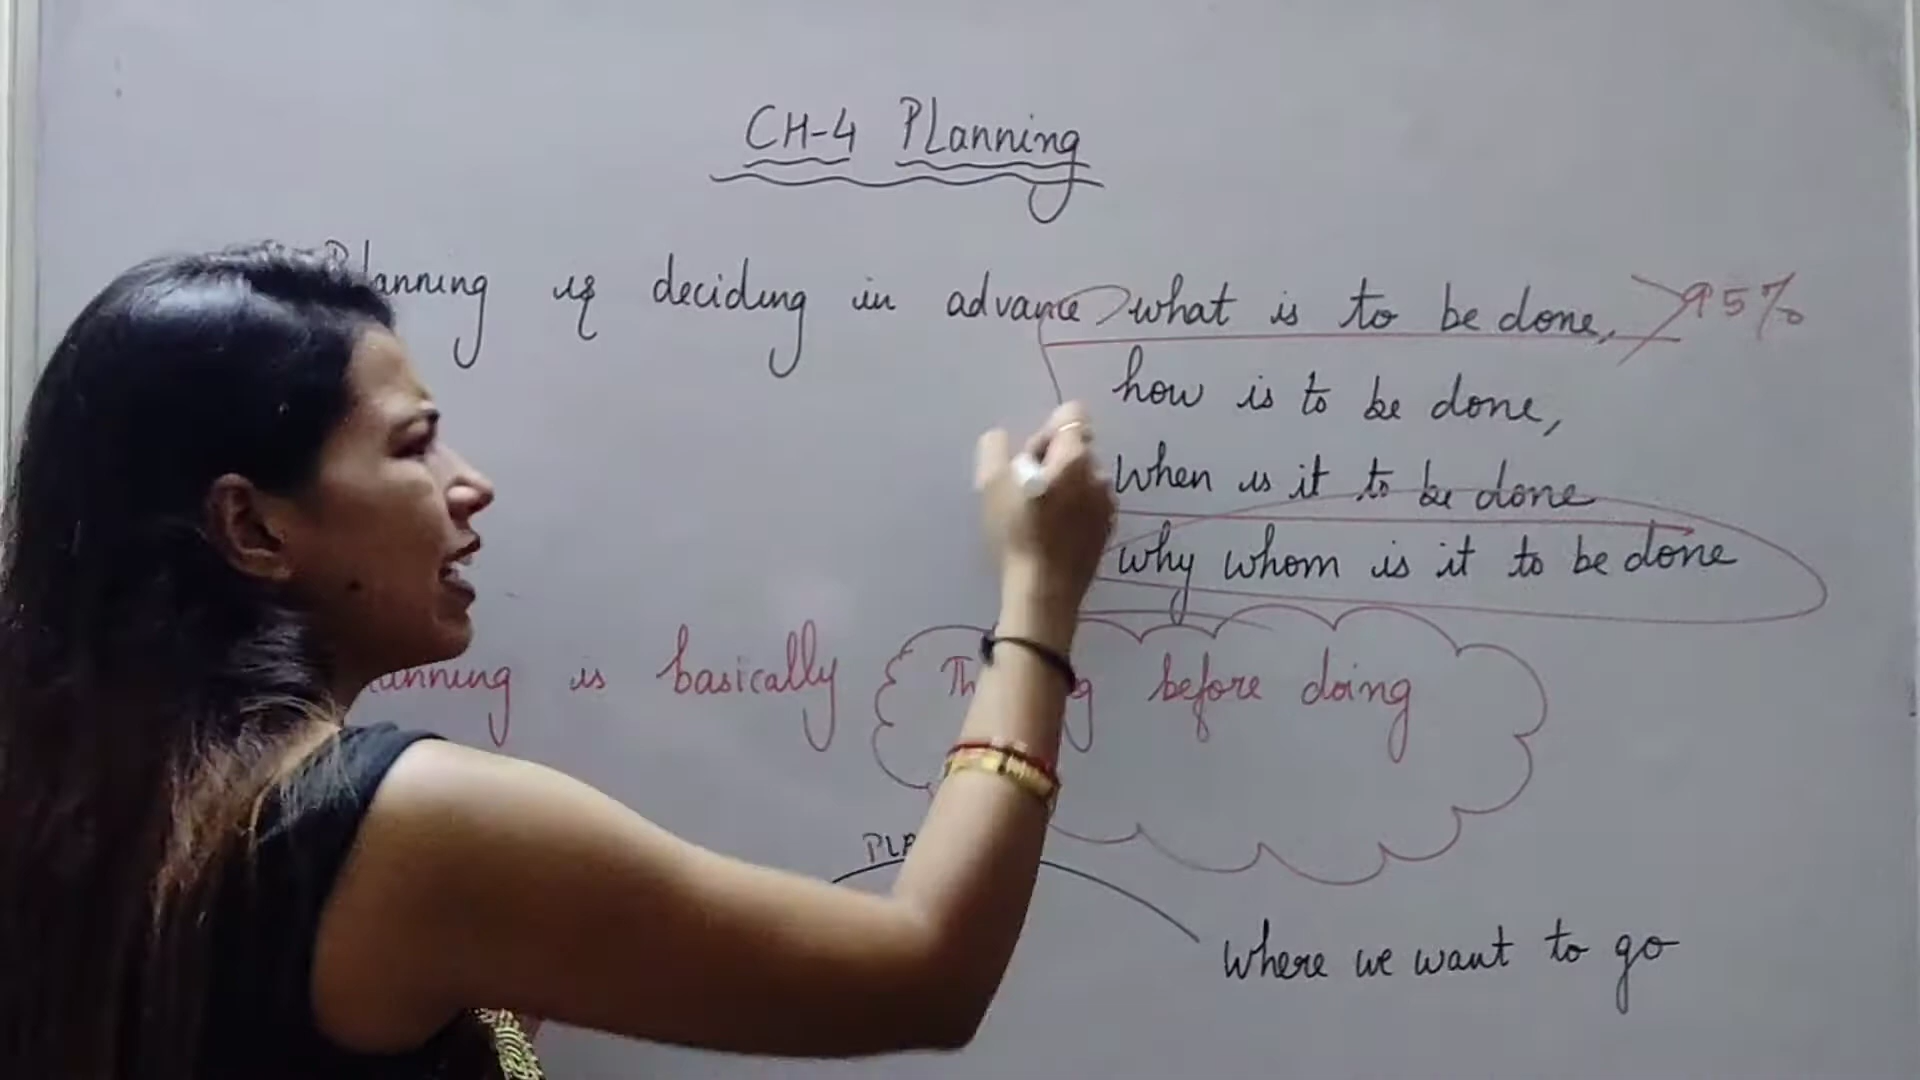 CH-4 Planning
Planning is deciding in advance what is to be done, 95%
how is to be done,
when is it to be done
why whom is it to be done
Planning is basically before doing
where we want to go